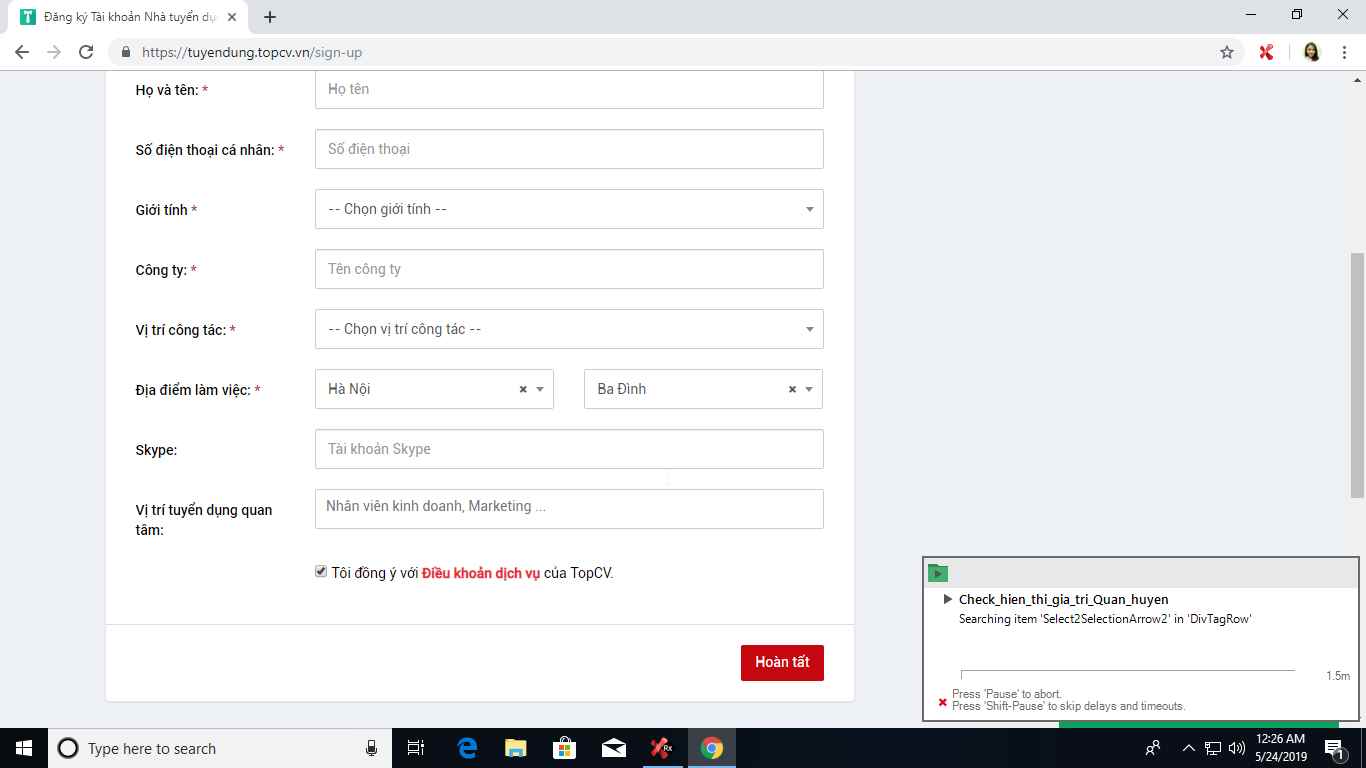 Đăng ký Tài khoản Nhà tuyển dụ
https://tuyendung.topcv.vn/sign-up
Họ và tên: *
Họ tên
Số điện thoại cá nhân: *
Số điện thoại
Giới tính *
-- Chọn giới tính --
Công ty: *
Tên công ty
Vị trí công tác: *
-- Chọn vị trí công tác --
Địa điểm làm việc: *
Hà Nội
Ba Đình
Skype:
Tài khoản Skype
Vị trí tuyển dụng quan
tâm:
Nhân viên kinh doanh, Marketing ...
Tôi đồng ý với Điều khoản dịch vụ của TopCV.
Hoàn tất
Check_hien_thi_gia_tri_Quan_huyen
Searching item 'Select2SelectionArrow2' in 'DivTagRow'
1.5m
Press 'Pause' to abort.
Press 'Shift-Pause' to skip delays and timeouts.
Type here to search
Rx
12:26 AM
5/24/2019
1